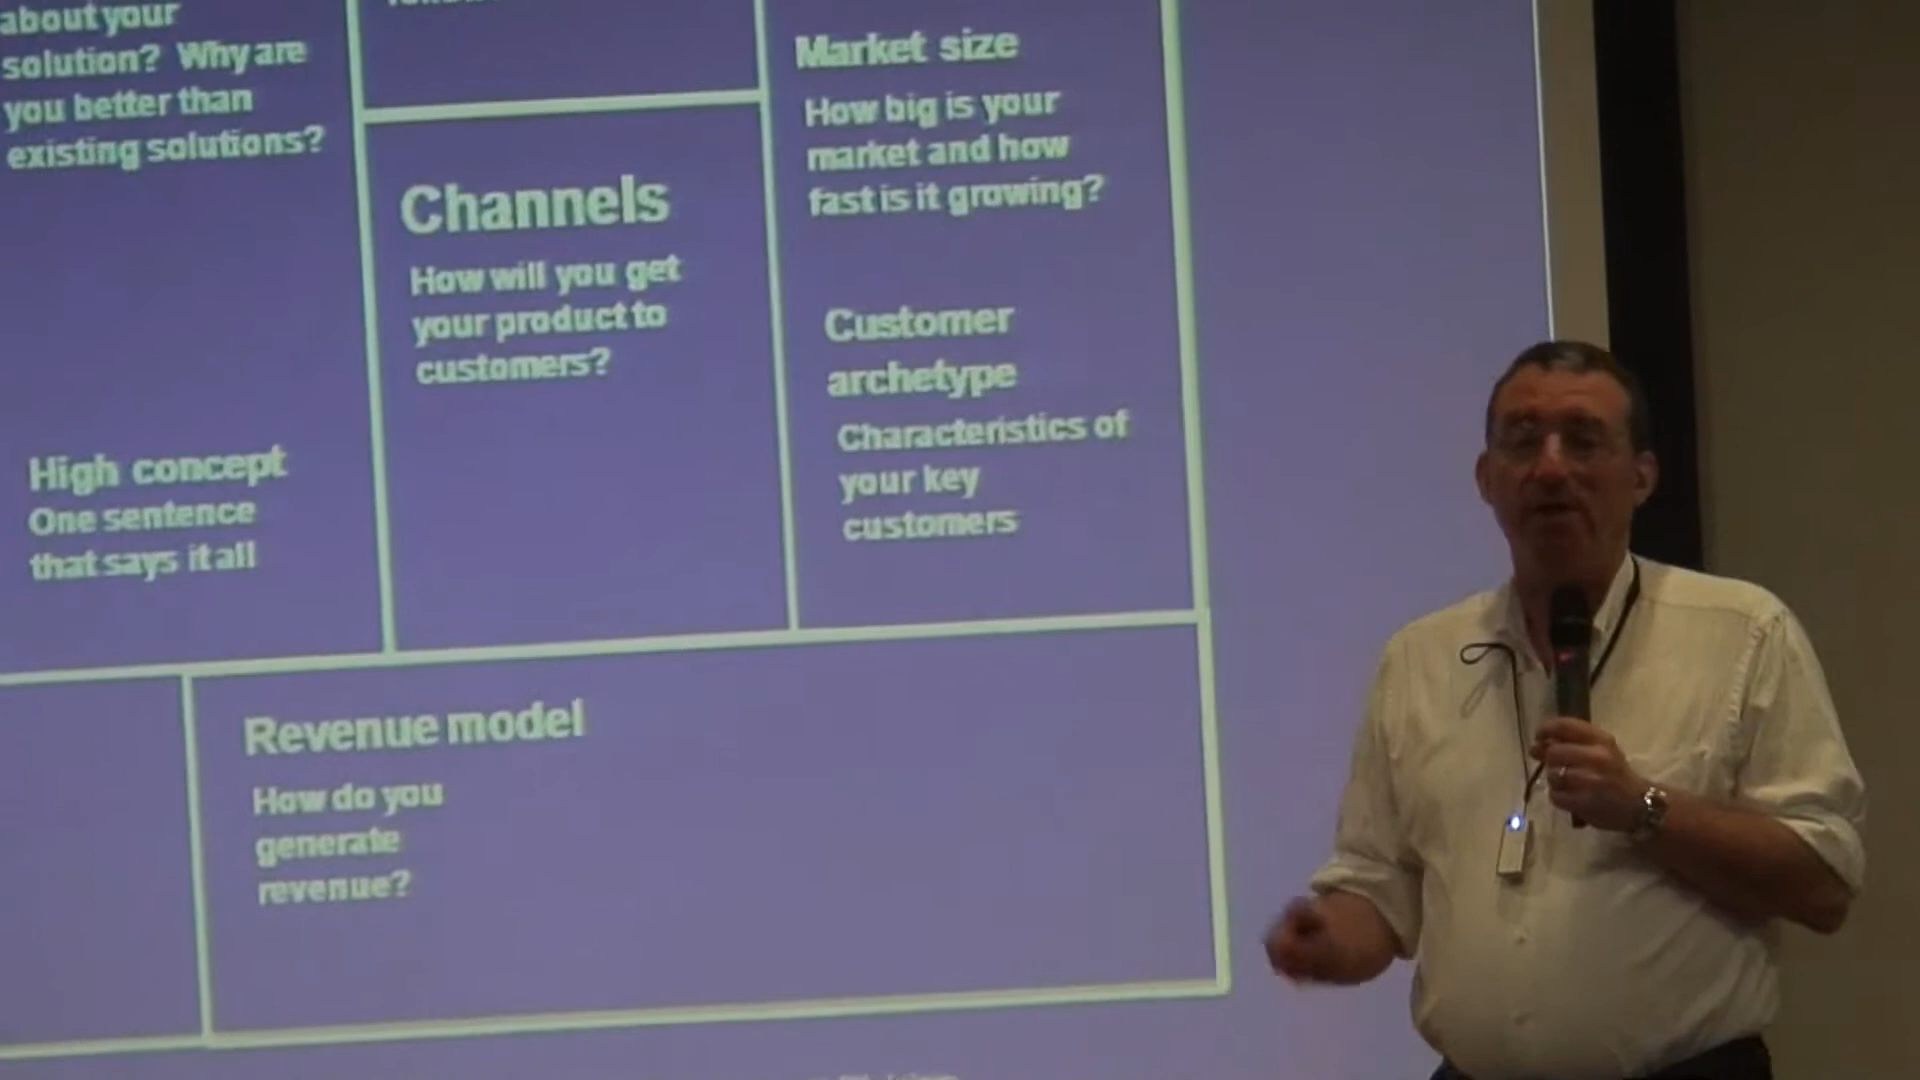 about your
solution? Why are
you better than
existing solutions?
High concept
One sentence
that says it all
Channels
How will you get
your product to
customers?
Market size
How big is your
market and how
fast is it growing?
Customer
archetype
Characteristics of
your key
customers
Revenue model
How do you
generate
revenue?